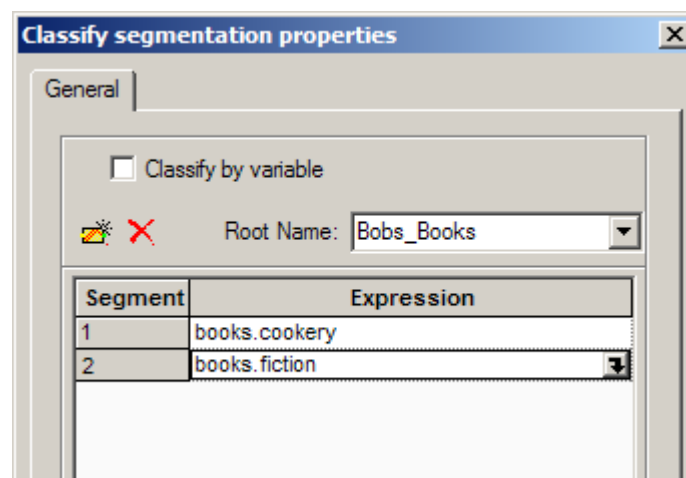 Classify segmentation properties
General
Classify by variable
Root Name: Bobs_Books
Segment Expression
1 books.cookery
2 books.fiction